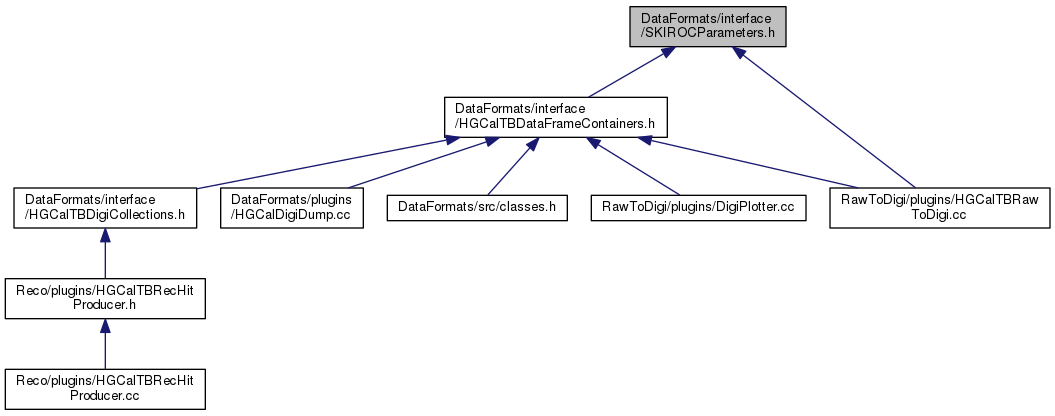 DataFormats/interface
/SKIROCParameters.h
DataFormats/interface
/HGCalTBDataFrameContainers.h
DataFormats/interface
/HGCalTBDigiCollections.h
DataFormats/plugins
/HGCalDigiDump.cc
DataFormats/src/classes.h
RawToDigi/plugins/DigiPlotter.cc
RawToDigi/plugins/HGCalTBRaw
ToDigi.cc
Reco/plugins/HGCalTBRecHit
Producer.h
Reco/plugins/HGCalTBRecHit
Producer.cc